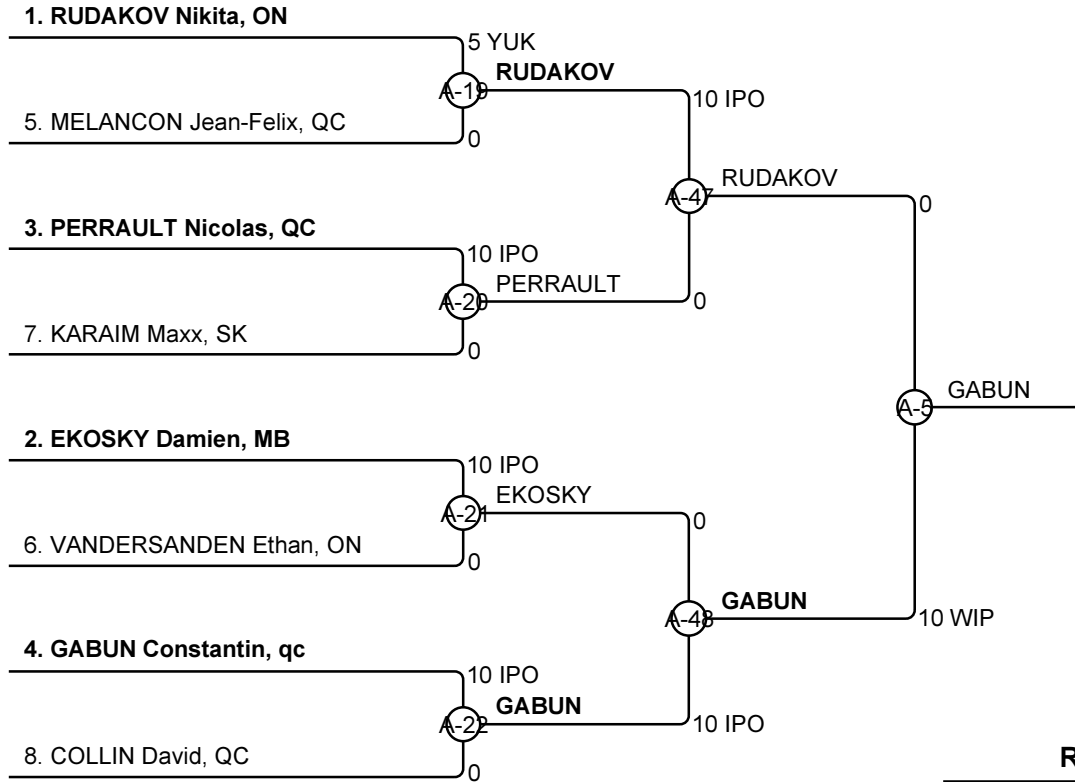 1. RUDAKOV Nikita, ON
5 YUK
RUDAKOV
A-19
10 IPO
5. MELANCON Jean-Felix, QC
0
RUDAKOV
A-47
0
3. PERRAULT Nicolas, QC
10 IPO
PERRAULT
A-20
0
7. KARAIM Maxx, SK
0
GABUN
A-5
2. EKOSKY Damien, MB
10 IPO
EKOSKY
A-21
0
6. VANDERSANDEN Ethan, ON
0
GABUN
A-48
10 WIP
4. GABUN Constantin, qc
10 IPO
GABUN
A-22
10 IPO
8. COLLIN David, QC
0
R